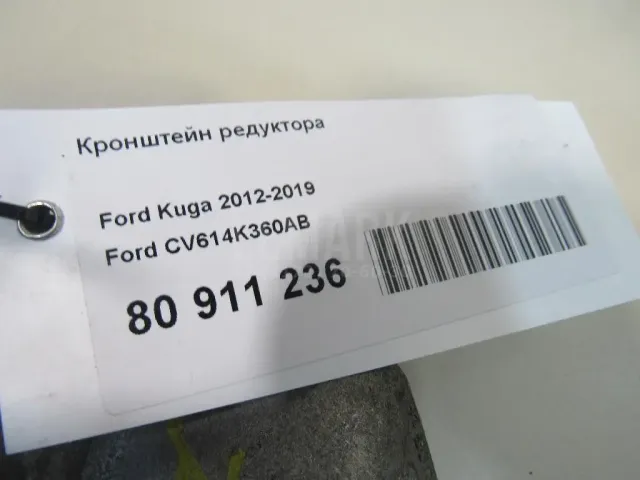 Кронштейн редуктора
Ford Kuga 2012-2019
Ford CV614K360AB
80 911 236